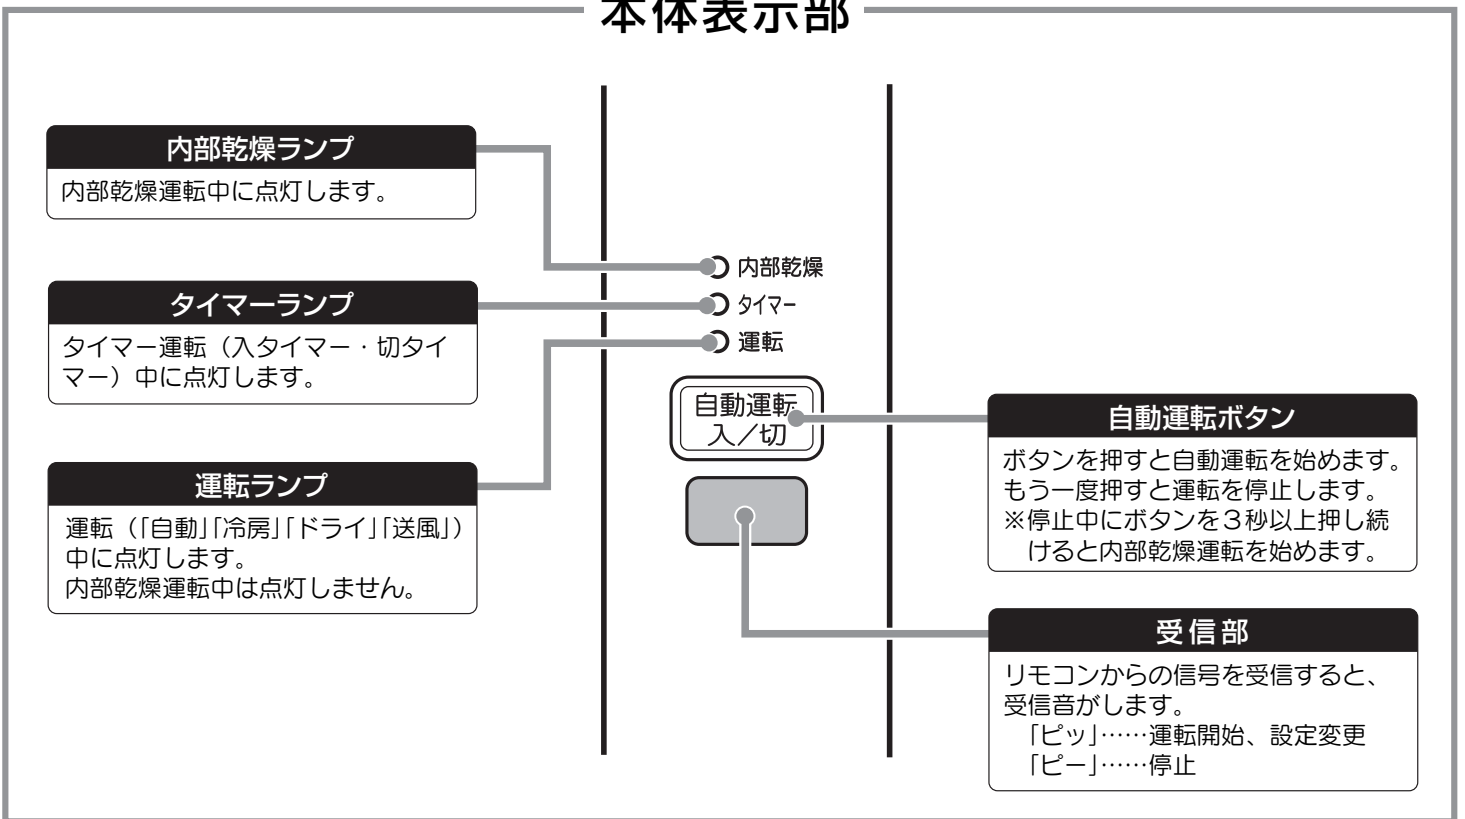 本体表示部
内部乾燥ランプ
内部乾燥運転中に点灯します。
タイマーランプ
タイマー運転（入タイマー・切タイ
マー）中に点灯します。
運転ランプ
運転（「自動」「冷房」「ドライ」「送風」）
中に点灯します。
内部乾燥運転中は点灯しません。
内部乾燥
タイマー
運転
自動運転
入／切
自動運転ボタン
ボタンを押すと自動運転を始めます。
もう一度押すと運転を停止します。
※停止中にボタンを３秒以上押し続
けると内部乾燥運転を始めます。
受信部
リモコンからの信号を受信すると、
受信音がします。
「ピッ」……運転開始、設定変更
「ピー」……停止